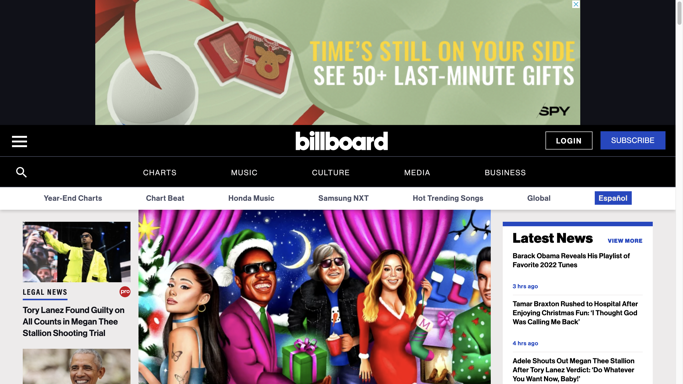 TIME'S STILL ON YOUR SIDE
SEE 50+ LAST-MINUTE GIFTS
SPY
billboard
LOGIN
SUBSCRIBE
CHARTS
MUSIC
CULTURE
MEDIA
BUSINESS
Year-End Charts
Chart Beat
Honda Music
Samsung NXT
Hot Trending Songs
Global
Español
LEGAL NEWS
pro
Tory Lanez Found Guilty on
All Counts in Megan Thee
Stallion Shooting Trial
M
Latest News
VIEW MORE
Barack Obama Reveals His Playlist of
Favorite 2022 Tunes
3 hrs ago
Tamar Braxton Rushed to Hospital After
Enjoying Christmas Fun: 'I Thought God
Was Calling Me Back'
4 hrs ago
Adele Shouts Out Megan Thee Stallion
After Tory Lanez Verdict: 'Do Whatever
You Want Now, Baby!'